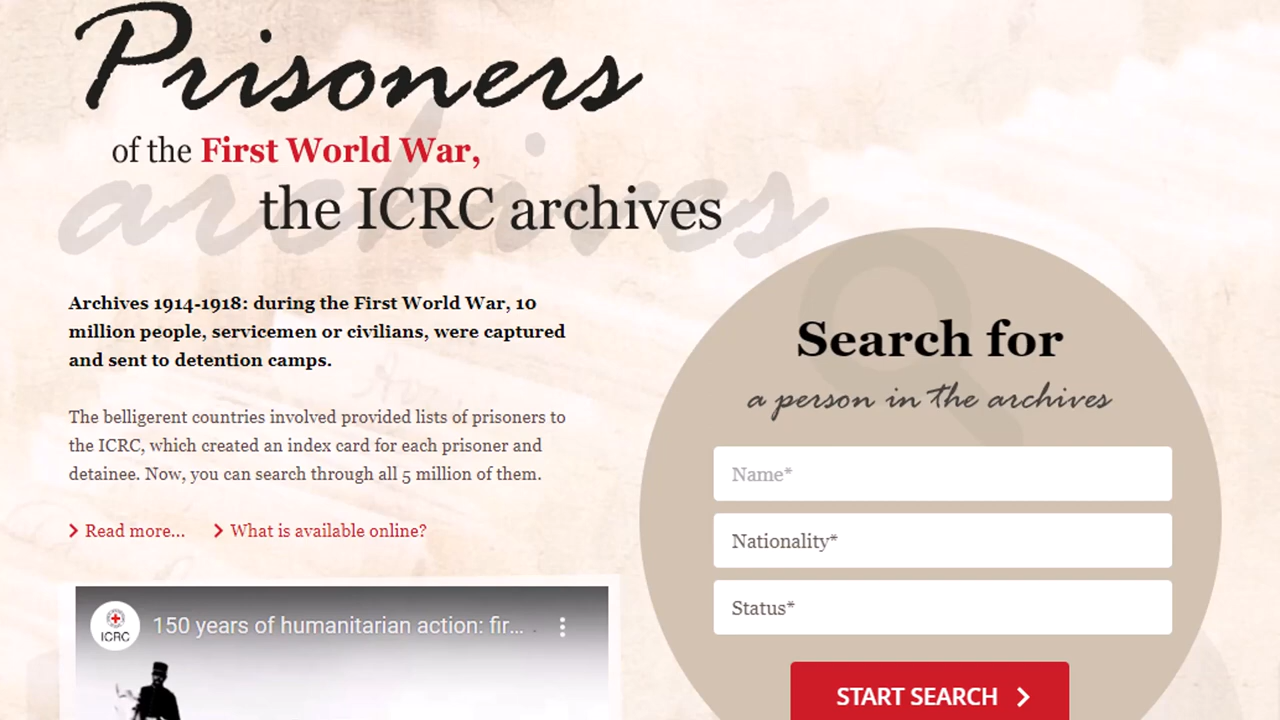 Prisoners
of the First World War,
archives
the ICRC archives
Archives 1914-1918: during the First World War, 10
million people, servicemen or civilians, were captured
and sent to detention camps.
The belligerent countries involved provided lists of prisoners to
the ICRC, which created an index card for each prisoner and
detainee. Now, you can search through all 5 million of them.
Read more... What is available online?
ICRC 150 years of humanitarian action: fir...
Search for
a person in the archives
Name*
Nationality*
Status*
START SEARCH